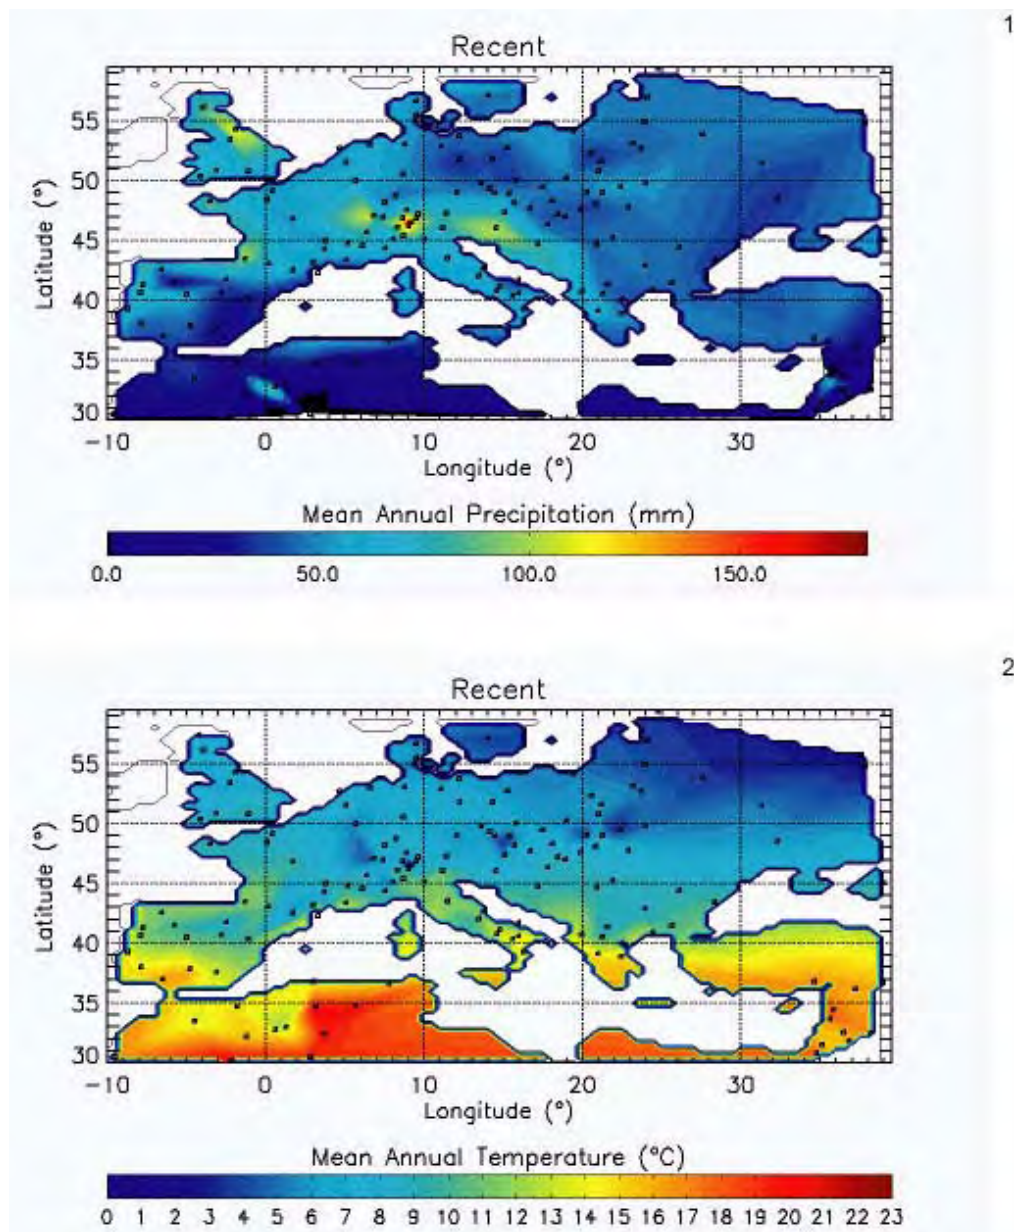 1
Recent
55
50
45
40
35
30
Latitude (°)
-10 0 10 20 30
Longitude (°)
Mean Annual Precipitation (mm)
0.0 50.0 100.0 150.0
2
Recent
55
50
45
40
35
30
Latitude (°)
-10 0 10 20 30
Longitude (°)
Mean Annual Temperature (°C)
0 1 2 3 4 5 6 7 8 9 10 11 12 13 14 15 16 17 18 19 20 21 22 23